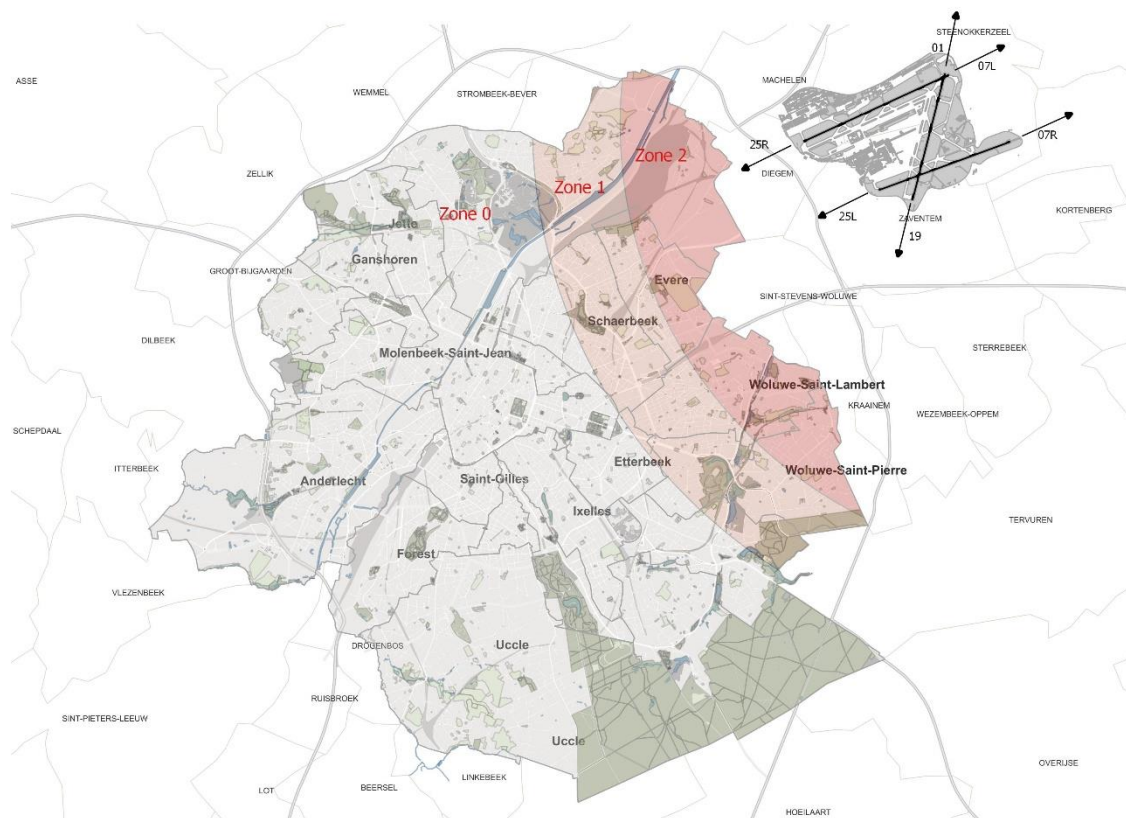 STEENOKKERZEEL
01
07L
MACHELEN
ASSE
WEMMEL
STROMBEEK-BEVER
07R
25R
Zone 2
DIEGEM
ZELLIK
Zone 1
Zone 0
25L
ZAVENTEM
KORTENBERG
Jette
19
Ganshoren
GROOT-BIJGAARDEN
Evere
SINT-STEVENS-WOLUWE
Schaerbeek
DILBEEK
STERREBEEK
Molenbeek-Saint-Jean
Woluwe-Saint-Lambert
KRAAINEM
WEZEMBEEK-OPPEM
SCHEPDAAL
Etterbeek
ITTERBEEK
Woluwe-Saint-Pierre
Anderlecht
Saint-Gilles
Ixelles
TERVUREN
Forest
VLEZENBEEK
DROGENBOS
Uccle
RUISBROEK
SINT-PIETERS-LEEUW
Uccle
OVERIJSE
LINKEBEEK
BEERSEL
LOT
HOEILAART